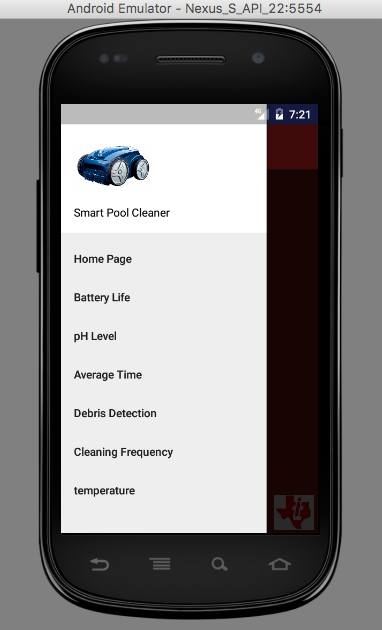 Android Emulator - Nexus_S_API_22:5554
4G 7:21
Smart Pool Cleaner
Home Page
Battery Life
pH Level
Average Time
Debris Detection
Cleaning Frequency
temperature